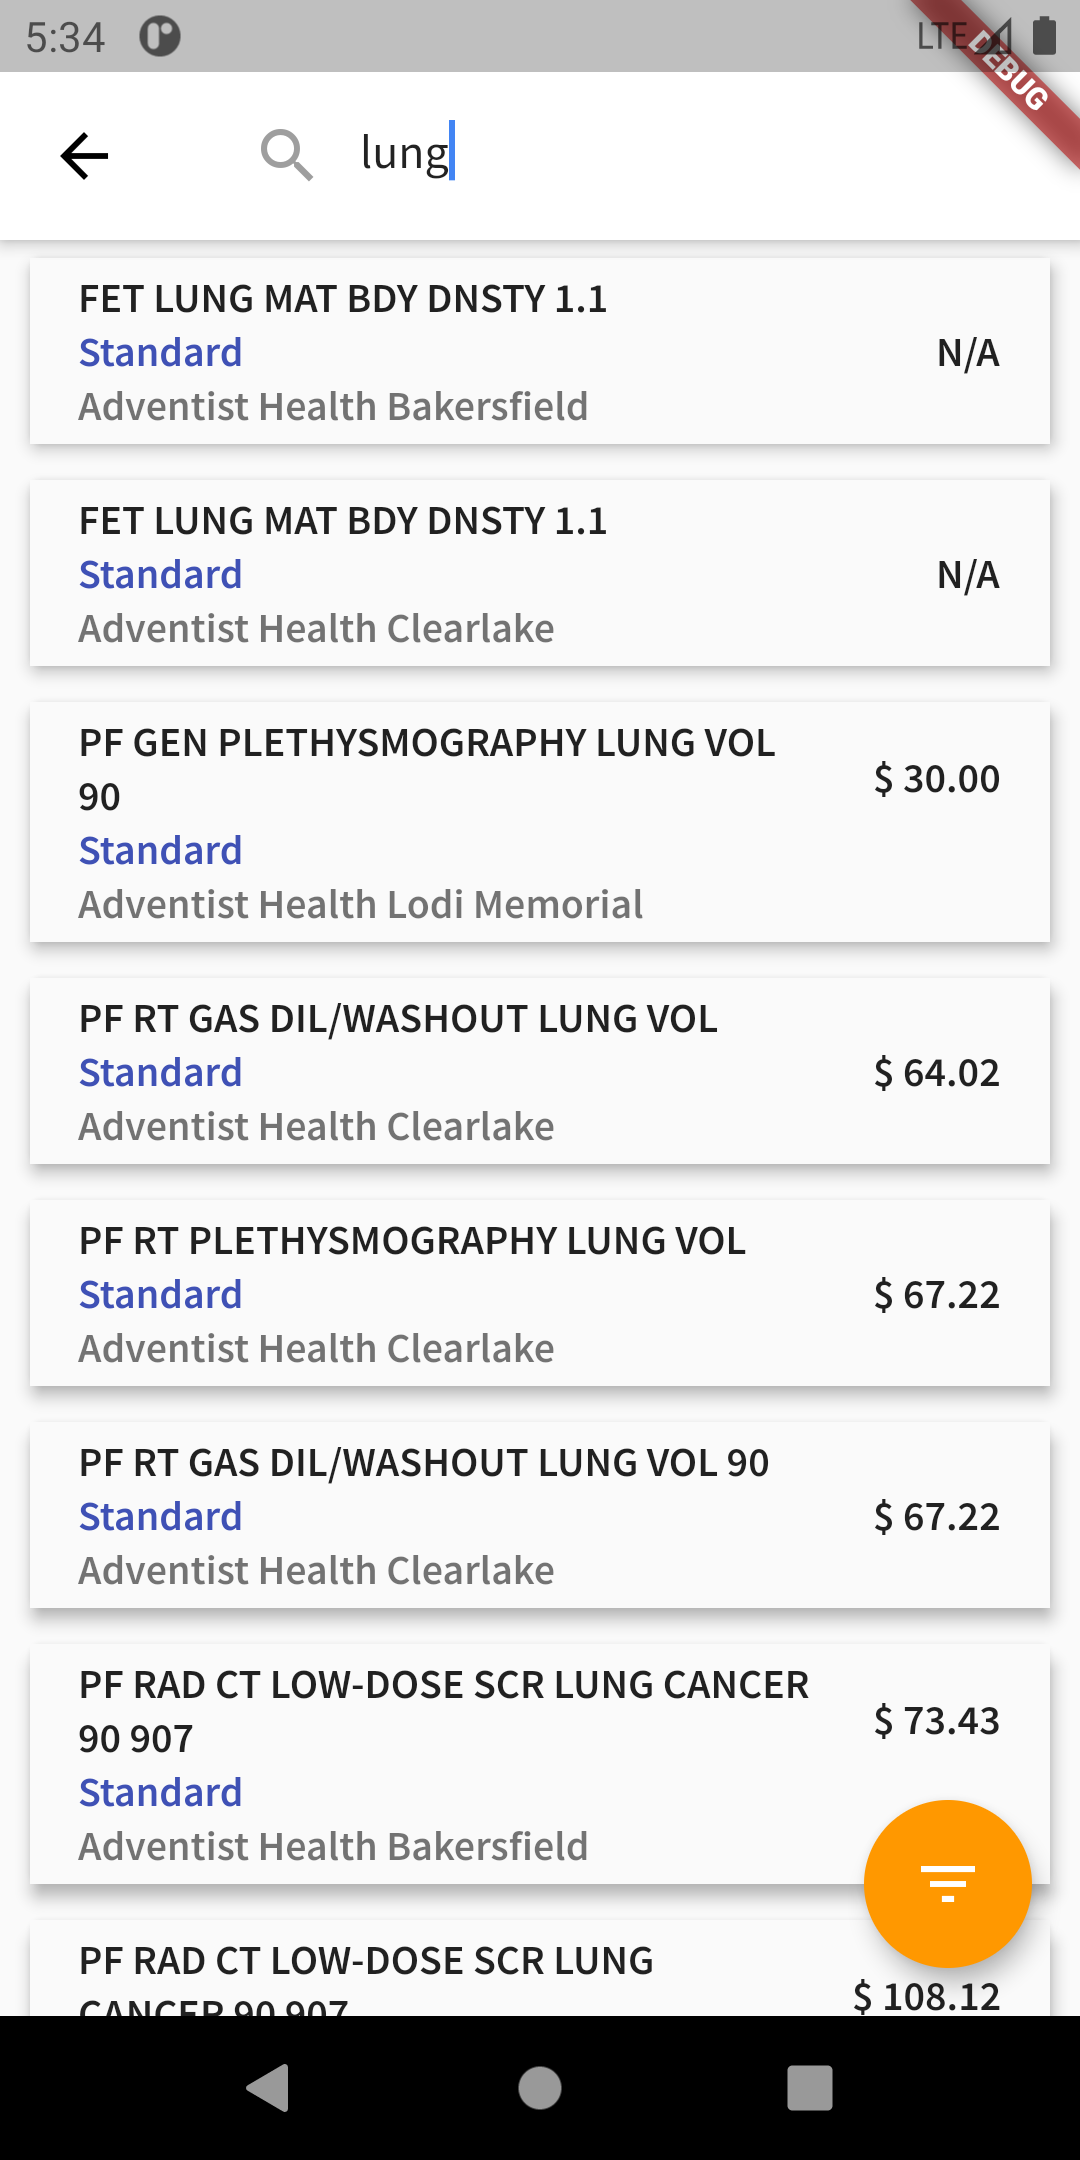 5:34
LTE
DEBUG
lung
FET LUNG MAT BDY DNSTY 1.1
Standard
N/A
Adventist Health Bakersfield
FET LUNG MAT BDY DNSTY 1.1
Standard
N/A
Adventist Health Clearlake
PF GEN PLETHYSMOGRAPHY LUNG VOL
90
$ 30.00
Standard
Adventist Health Lodi Memorial
PF RT GAS DIL/WASHOUT LUNG VOL
Standard
$ 64.02
Adventist Health Clearlake
PF RT PLETHYSMOGRAPHY LUNG VOL
Standard
$ 67.22
Adventist Health Clearlake
PF RT GAS DIL/WASHOUT LUNG VOL 90
Standard
$ 67.22
Adventist Health Clearlake
PF RAD CT LOW-DOSE SCR LUNG CANCER
90 907
$ 73.43
Standard
Adventist Health Bakersfield
PF RAD CT LOW-DOSE SCR LUNG
CANCER 90 907
$ 108.12